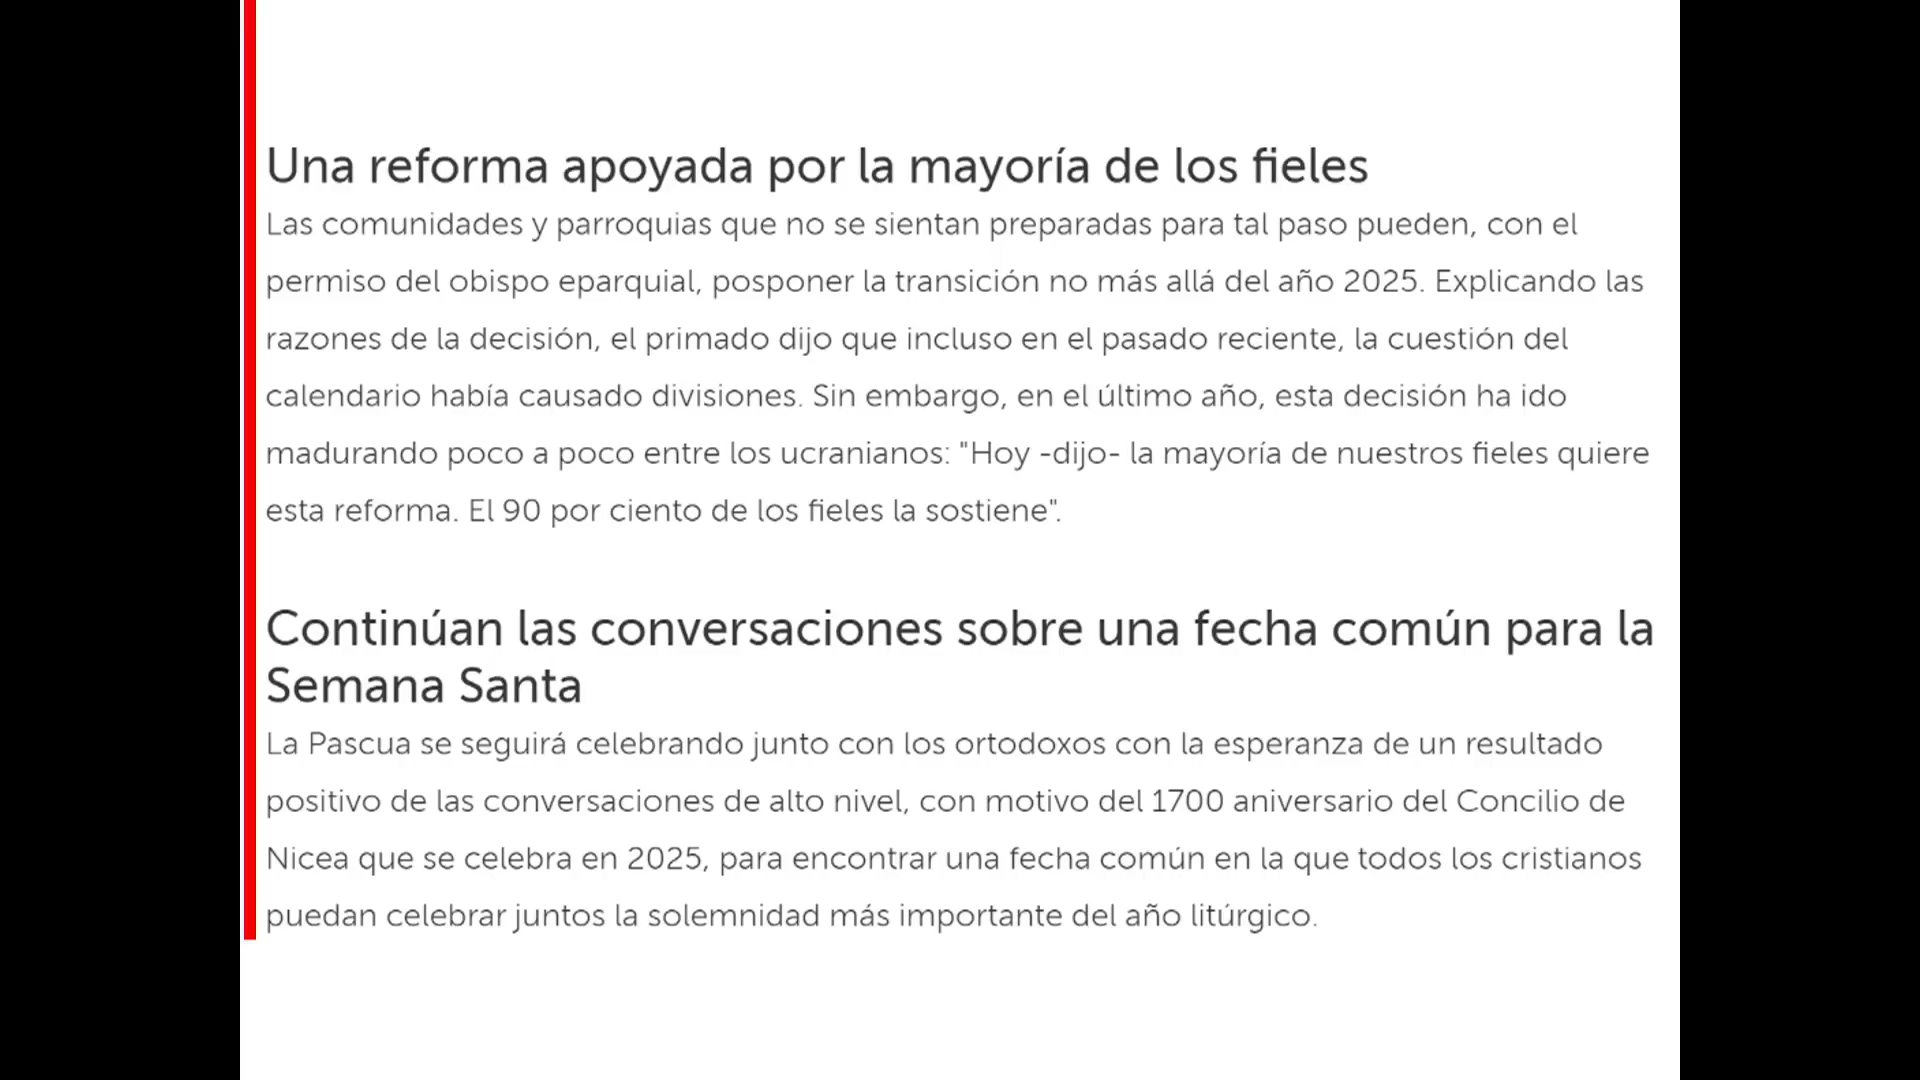 Una reforma apoyada por la mayoría de los fieles
Las comunidades y parroquias que no se sientan preparadas para tal paso pueden, con el
permiso del obispo eparquial, posponer la transición no más allá del año 2025. Explicando las
razones de la decisión, el primado dijo que incluso en el pasado reciente, la cuestión del
calendario había causado divisiones. Sin embargo, en el último año, esta decisión ha ido
madurando poco a poco entre los ucranianos: "Hoy -dijo- la mayoría de nuestros fieles quiere
esta reforma. El 90 por ciento de los fieles la sostiene".
Continúan las conversaciones sobre una fecha común para la
Semana Santa
La Pascua se seguirá celebrando junto con los ortodoxos con la esperanza de un resultado
positivo de las conversaciones de alto nivel, con motivo del 1700 aniversario del Concilio de
Nicea que se celebra en 2025, para encontrar una fecha común en la que todos los cristianos
puedan celebrar juntos la solemnidad más importante del año litúrgico.